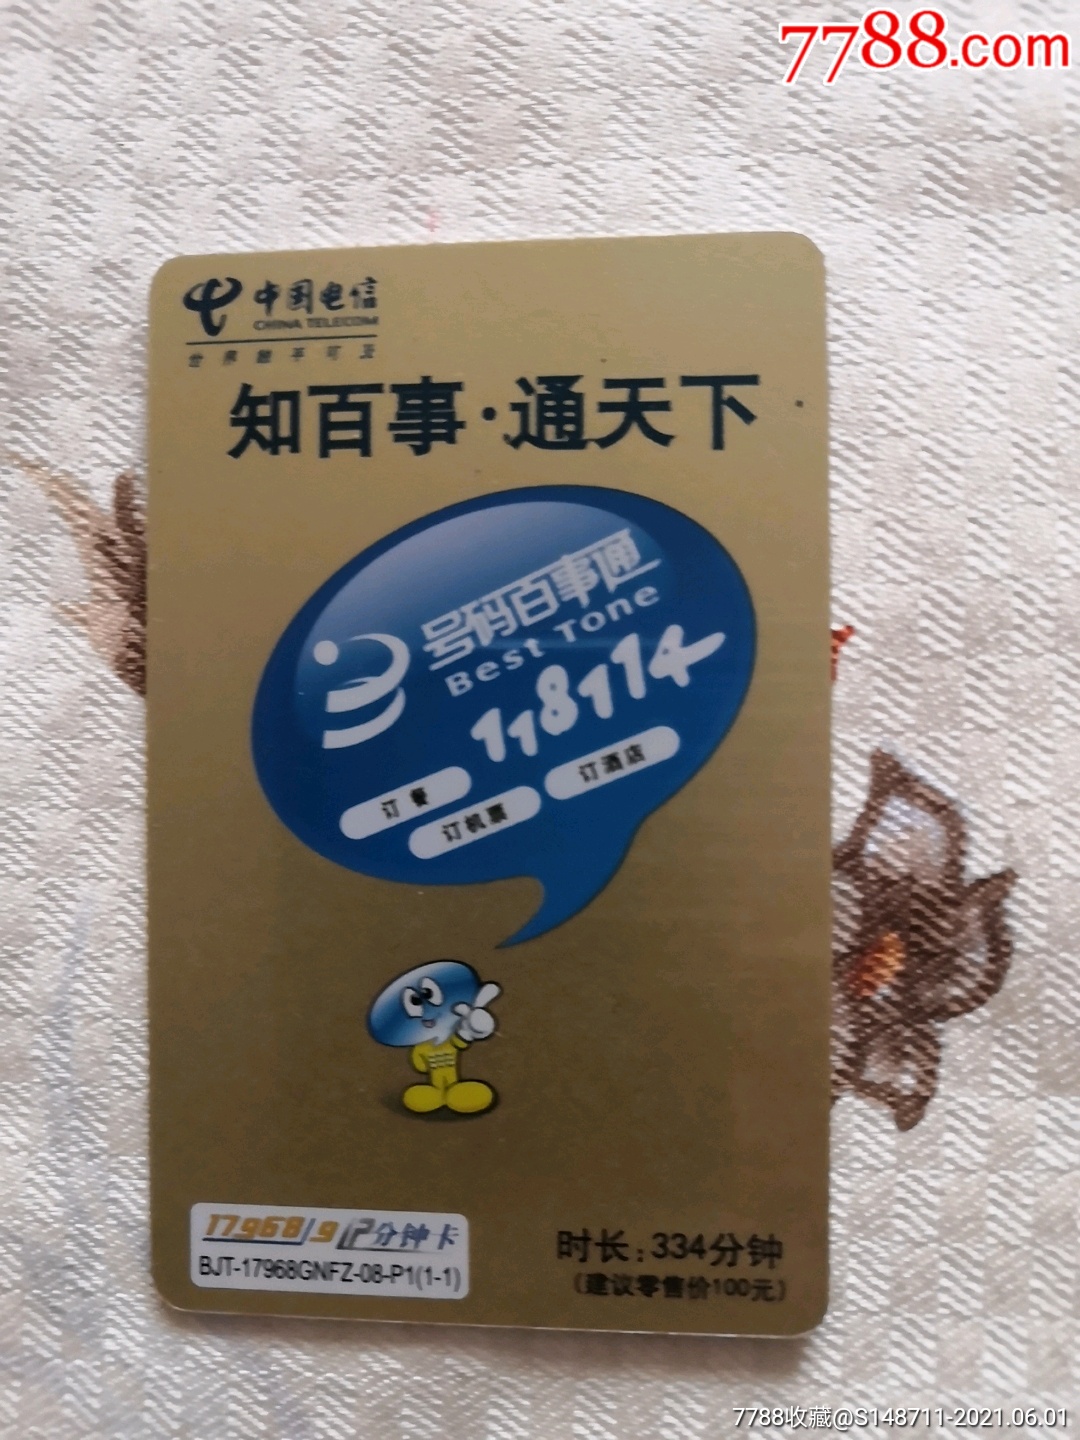 7788.com
中国电信
CHINA TELECOM
世界触手可及
知百事·通天下
号码百事通
Best Tone
118114
订餐
订机票
订酒店
17968/9 IP分钟卡
BJT-17968GNFZ-08-P1(1-1)
时长：334分钟
（建议零售价100元）
7788收藏@S148711-2021.06.01